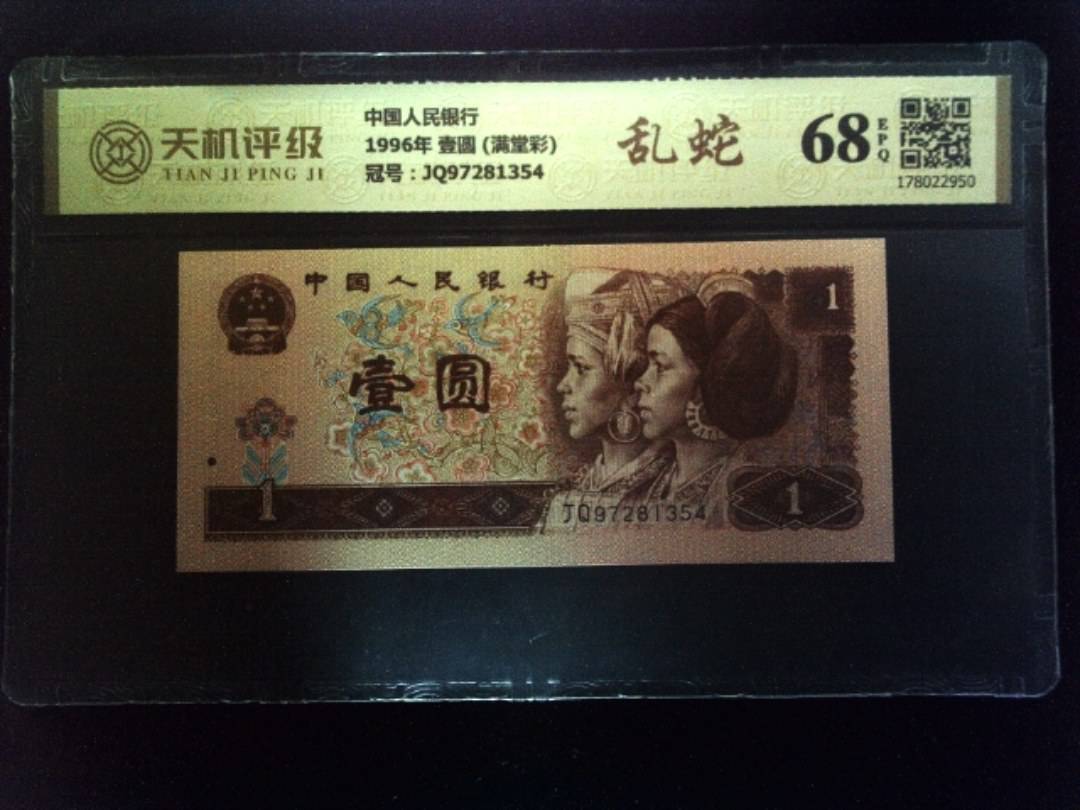 天机评级
TIAN JI PING JI
中国人民银行
1996年 壹圆 (满堂彩)
冠号：JQ97281354
乱蛇
68
EPQ
178022950
中国人民银行
壹圆
1
1
JQ97281354
1